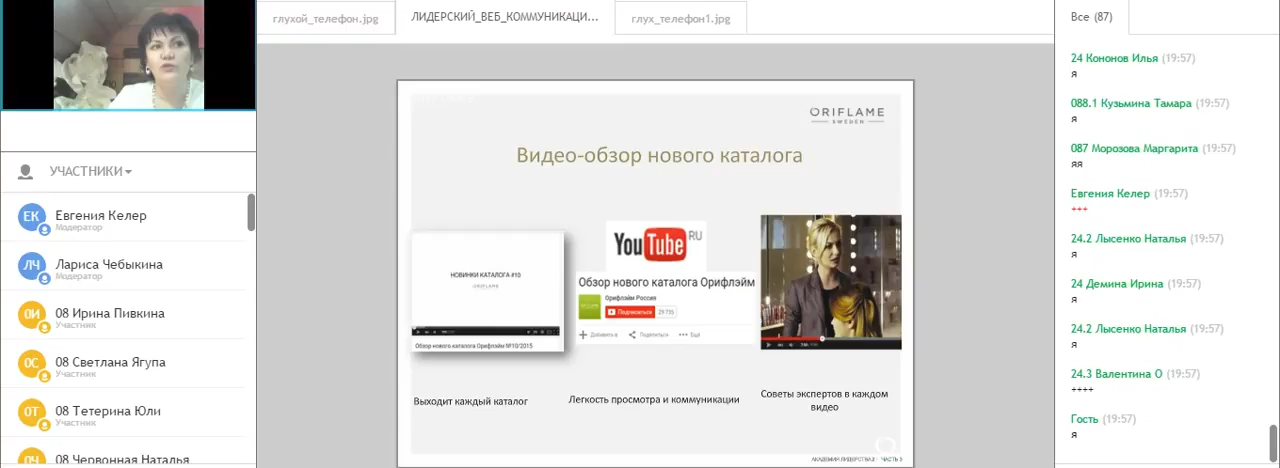 глухой_телефон.jpg
ЛИДЕРСКИЙ_ВЕБ_КОММУНИКАЦИ...
глух_телефон1.jpg
Все (87)
УЧАСТНИКИ
ЕК
Евгения Келер
Модератор
ЛЧ
Лариса Чебыкина
Модератор
ОИ
08 Ирина Пивкина
Участник
ОС
08 Светлана Ягупа
Участник
ОТ
08 Тетерина Юли
Участник
ОЧ
08 Червонная Наталья
ORIFLAME
SWEDEN
Видео-обзор нового каталога
НОВИНКИ КАТАЛОГА #10
ORIFLAME
Обзор нового каталога Орифлэйм №10/2015
YouTube RU
Обзор нового каталога Орифлэйм
Орифлэйм Россия
Подписаться 29 735
Добавить в Поделиться Ещё
Выходит каждый каталог
Легкость просмотра и коммуникации
Советы экспертов в каждом
видео
АКАДЕМИЯ ЛИДЕРСТВА 3 ЧАСТЬ 3
24 Кононов Илья (19:57)
я
088.1 Кузьмина Тамара (19:57)
я
087 Морозова Маргарита (19:57)
яя
Евгения Келер (19:57)
+++
24.2 Лысенко Наталья (19:57)
я
24 Демина Ирина (19:57)
я
24.2 Лысенко Наталья (19:57)
я
24.3 Валентина О (19:57)
++++
Гость (19:57)
я